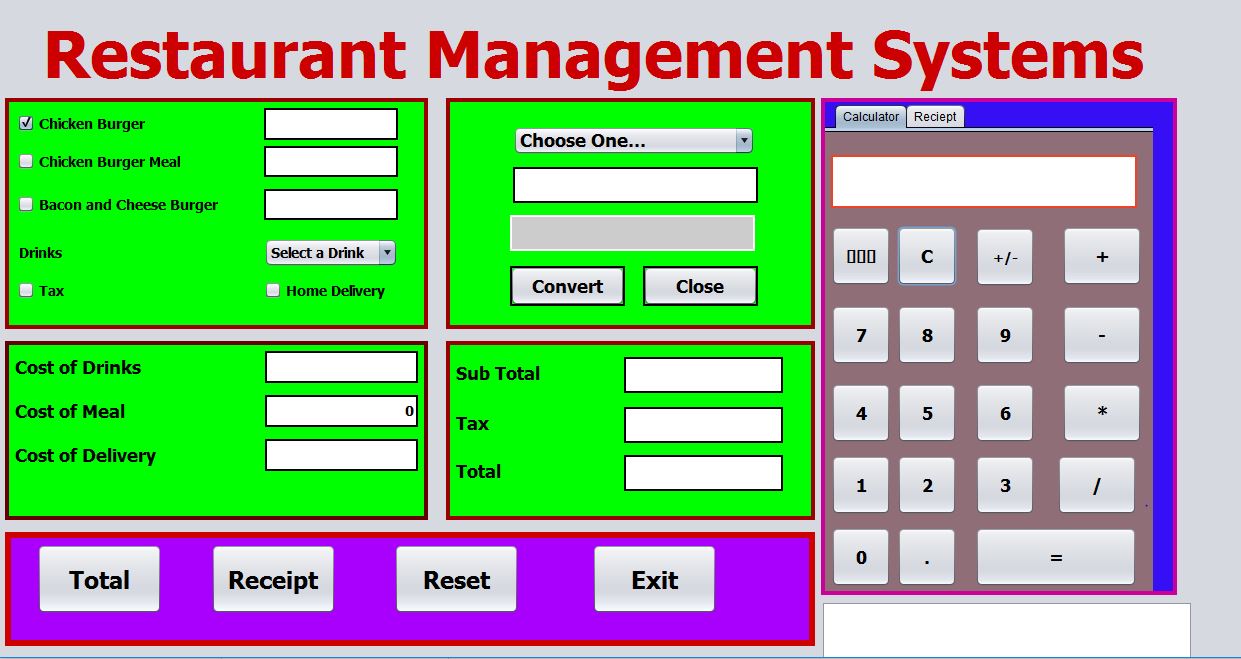 Restaurant Management Systems
Chicken Burger
Chicken Burger Meal
Bacon and Cheese Burger
Drinks
Select a Drink
Tax
Home Delivery
Choose One...
Convert
Close
Calculator
Reciept
C
+/-
+
7
8
9
-
4
5
6
*
1
2
3
/
0
.
=
Cost of Drinks
Cost of Meal
0
Cost of Delivery
Sub Total
Tax
Total
Total
Receipt
Reset
Exit